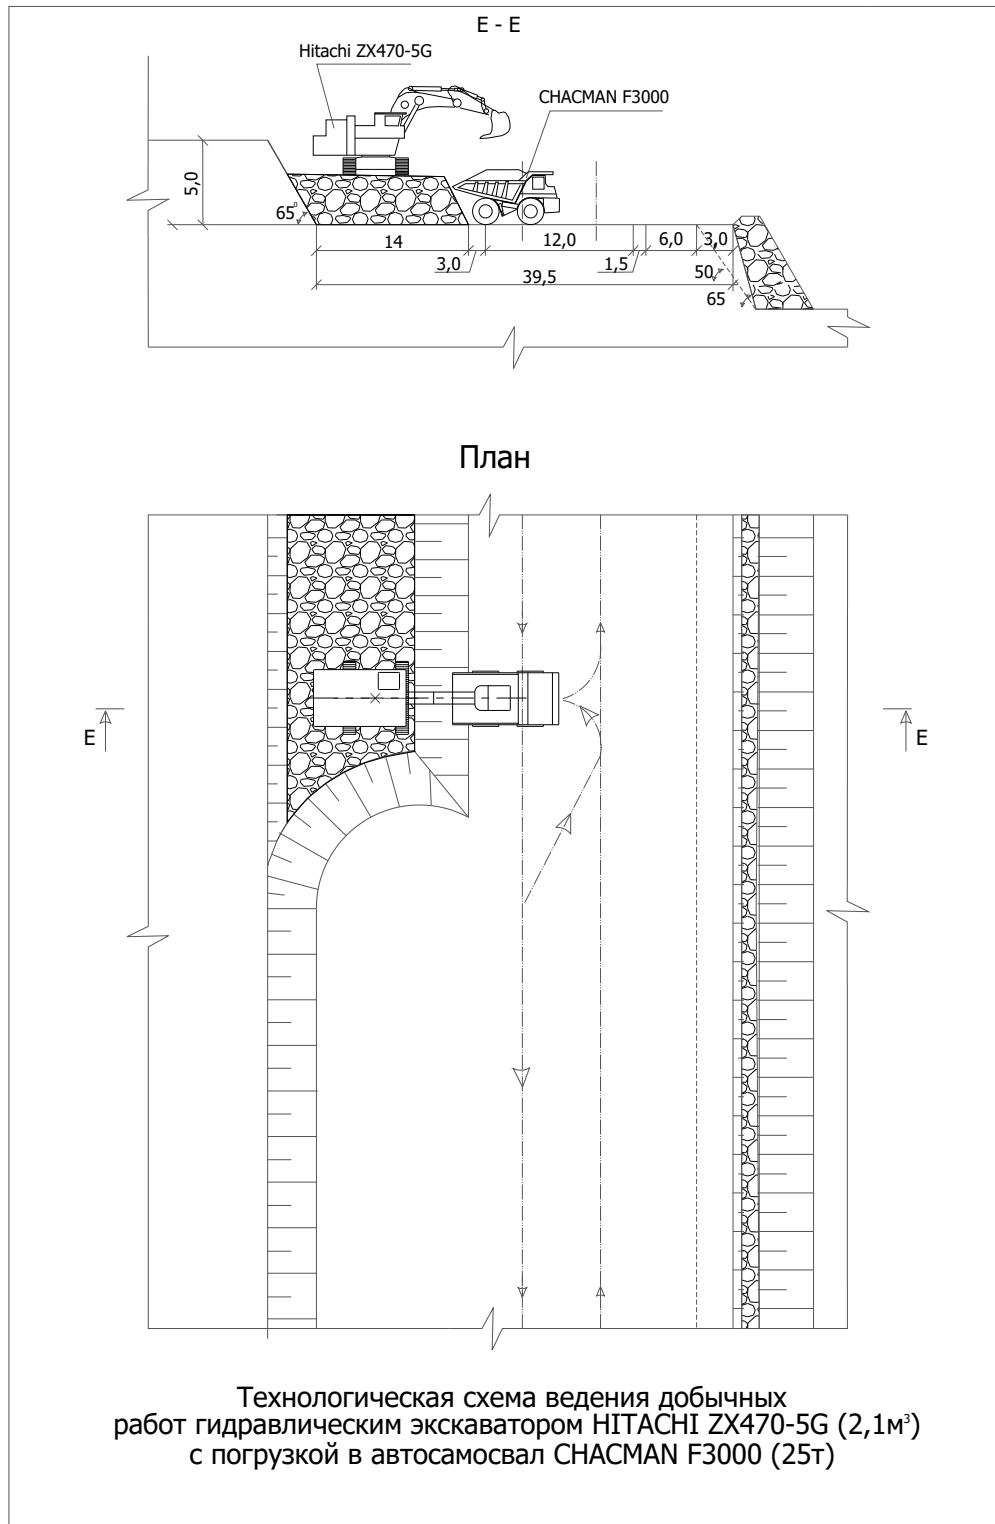 E - E
Hitachi ZX470-5G
CHACMAN F3000
5,0
65⁰
14
12,0
6,0
3,0
3,0
1,5
50
39,5
65
План
E
E
Технологическая схема ведения добычных
работ гидравлическим экскаватором HITACHI ZX470-5G (2,1м³)
с погрузкой в автосамосвал CHACMAN F3000 (25т)